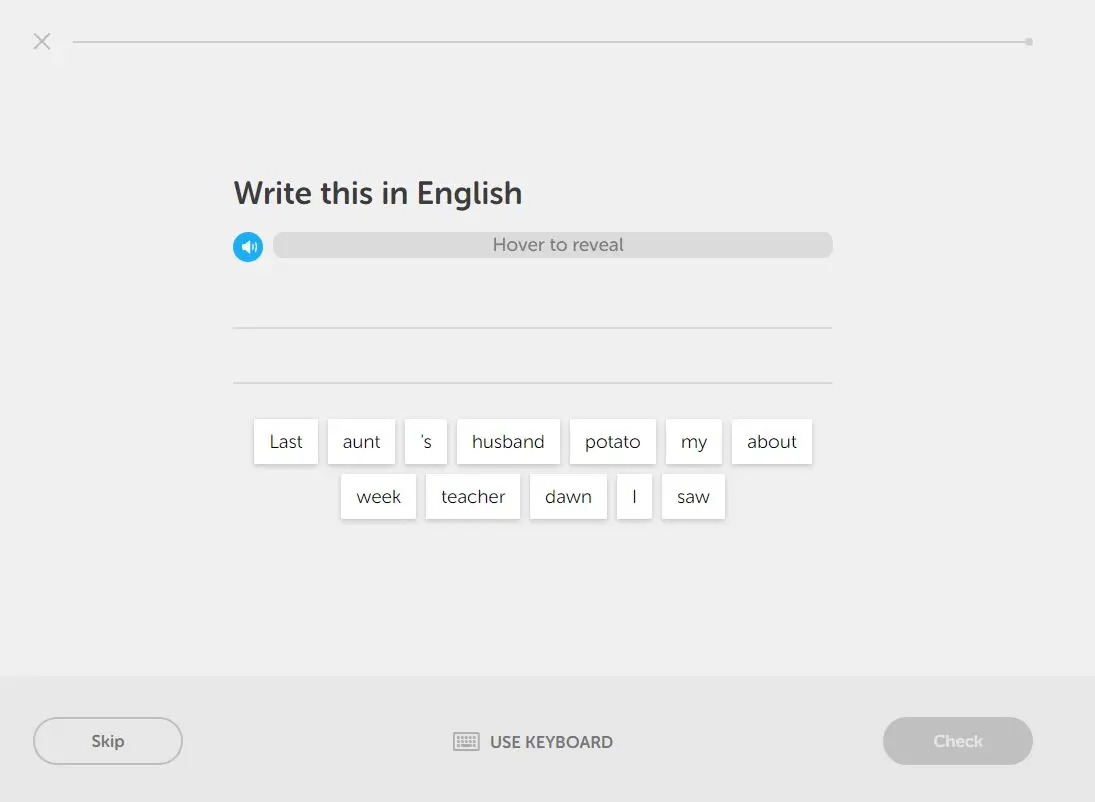 Write this in English
Hover to reveal
Last aunt 's husband potato my about
week teacher dawn I saw
Skip USE KEYBOARD Check